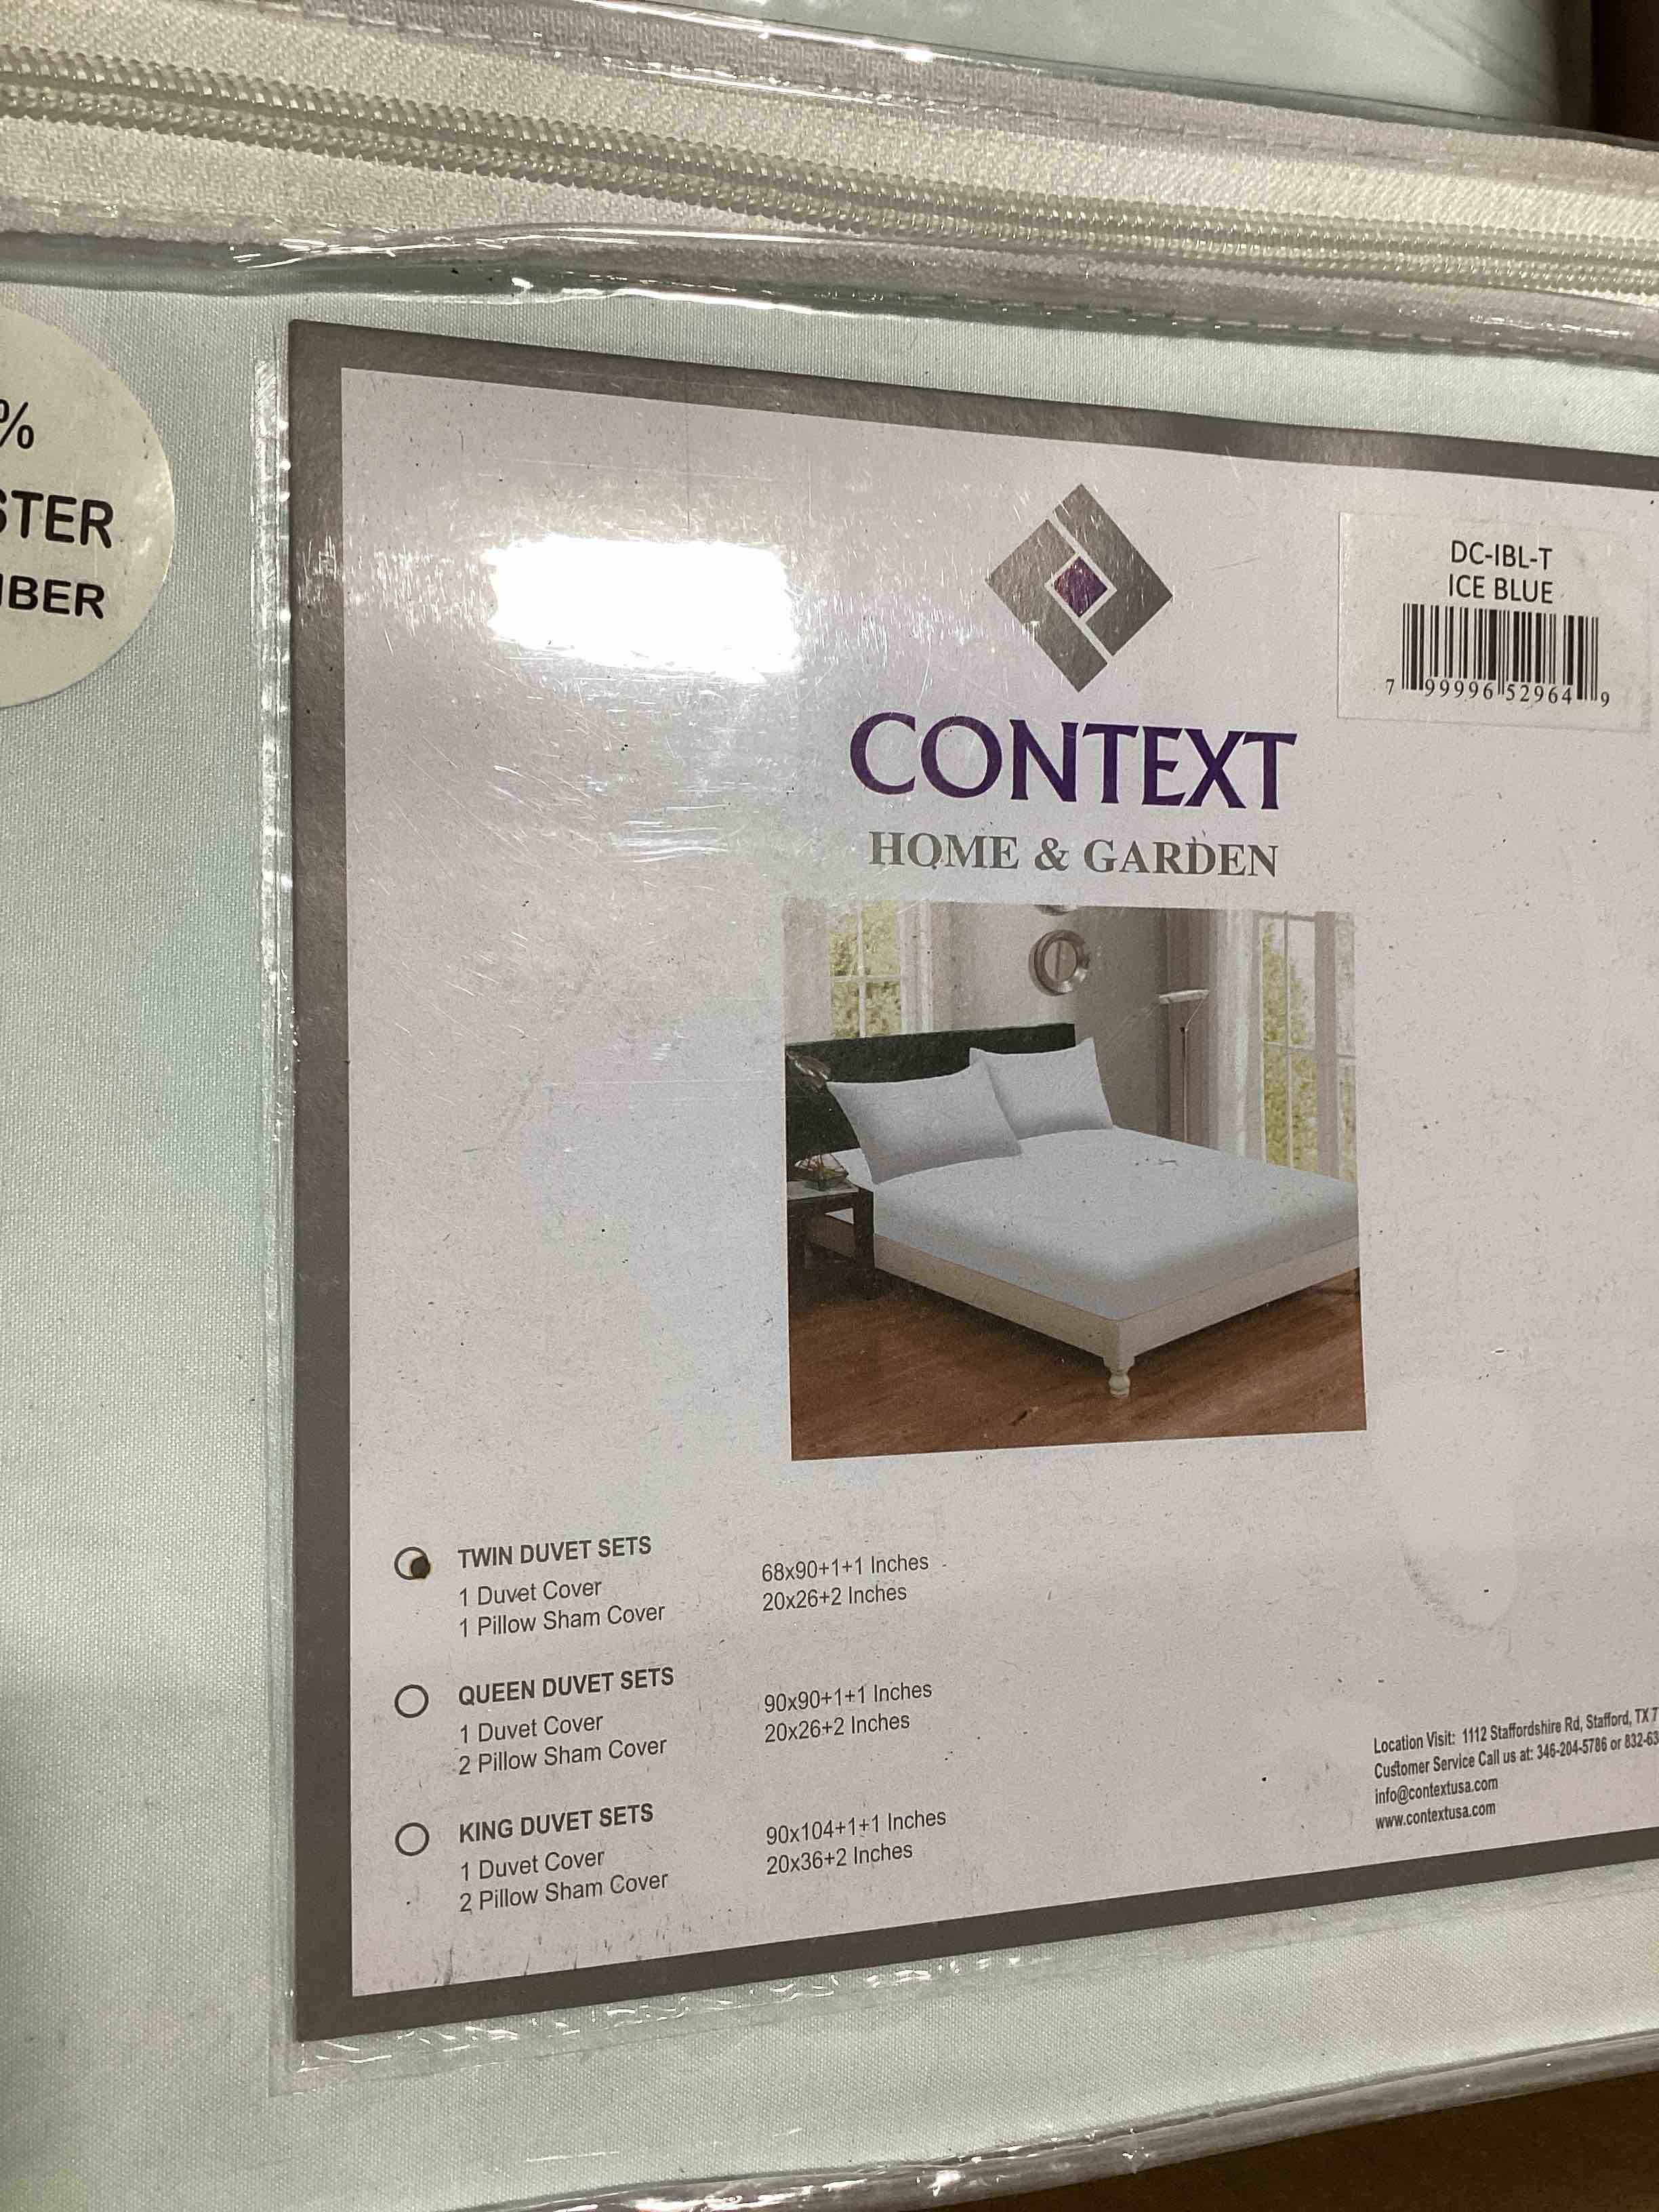 %
STER
BER
DC-IBL-T
ICE BLUE
7 99996 52964 9
CONTEXT
HOME & GARDEN
TWIN DUVET SETS
1 Duvet Cover 68x90+1+1 Inches
1 Pillow Sham Cover 20x26+2 Inches
QUEEN DUVET SETS
1 Duvet Cover 90x90+1+1 Inches
2 Pillow Sham Cover 20x26+2 Inches
KING DUVET SETS
1 Duvet Cover 90x104+1+1 Inches
2 Pillow Sham Cover 20x36+2 Inches
Location Visit: 1112 Staffordshire Rd, Stafford, TX 7
Customer Service Call us at: 346-204-5786 or 832-63
info@contextusa.com
www.contextusa.com